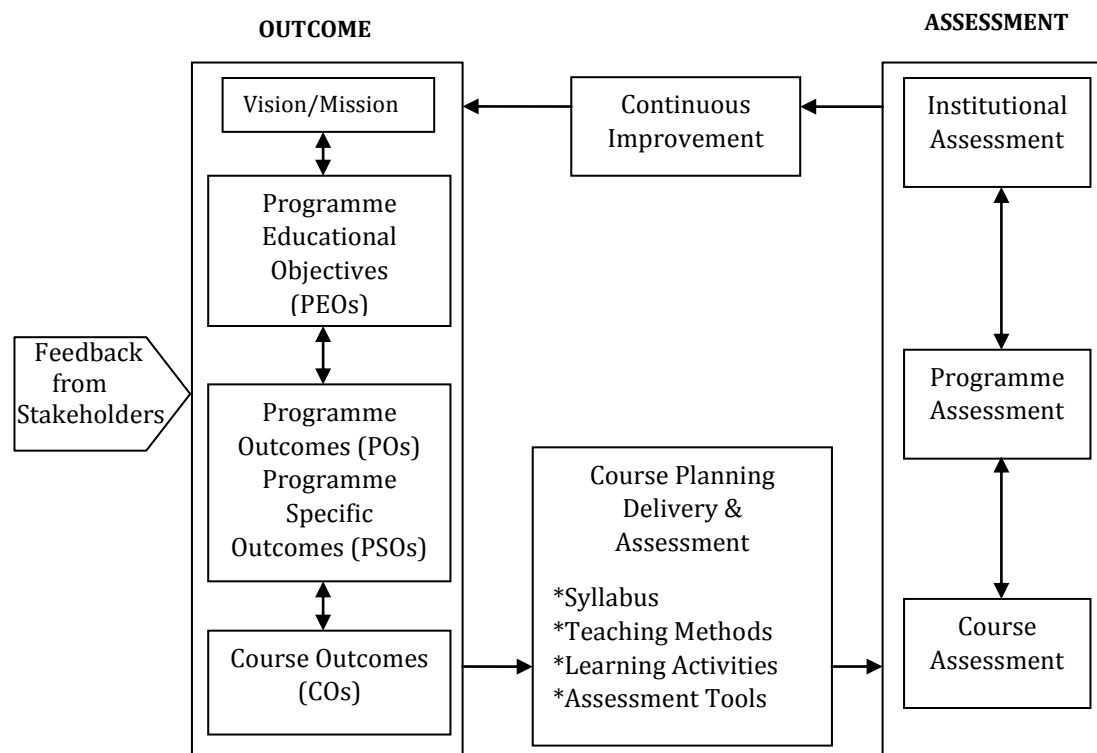 OUTCOME
ASSESSMENT
Vision/Mission
Programme
Educational
Objectives
(PEOs)
Programme
Outcomes (POs)
Programme
Specific
Outcomes (PSOs)
Course Outcomes
(COs)
Feedback
from
Stakeholders
Continuous
Improvement
Course Planning
Delivery &
Assessment
*Syllabus
*Teaching Methods
*Learning Activities
*Assessment Tools
Institutional
Assessment
Programme
Assessment
Course
Assessment